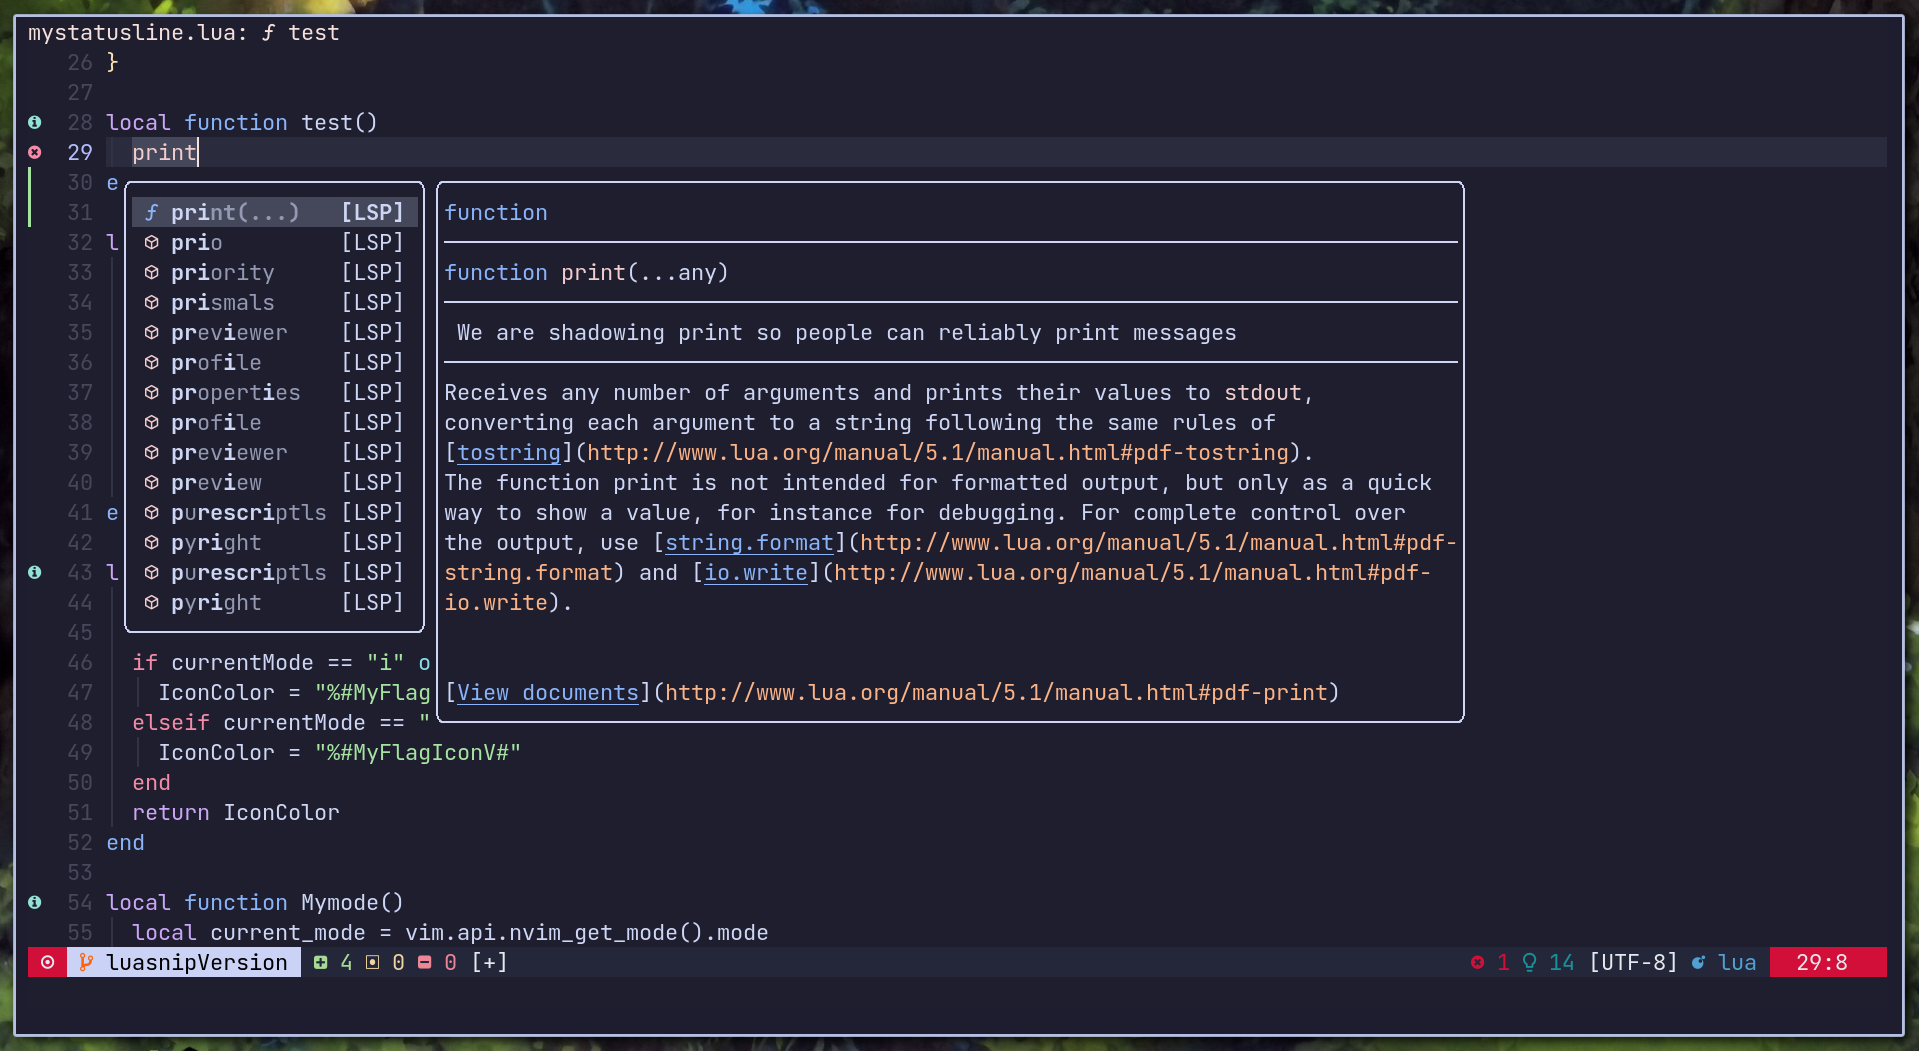 mystatusline.lua: ƒ test
26 }
27
28 local function test()
29 print
30 e
31 ƒ print(...) [LSP]
32 l prio [LSP]
33 priority [LSP]
34 prismals [LSP]
35 previewer [LSP]
36 profile [LSP]
37 properties [LSP]
38 profile [LSP]
39 previewer [LSP]
40 preview [LSP]
41 e purescriptls [LSP]
42 pyright [LSP]
43 l purescriptls [LSP]
44 pyright [LSP]
45
function
function print(...any)
We are shadowing print so people can reliably print messages
Receives any number of arguments and prints their values to stdout,
converting each argument to a string following the same rules of
[tostring](http://www.lua.org/manual/5.1/manual.html#pdf-tostring).
The function print is not intended for formatted output, but only as a quick
way to show a value, for instance for debugging. For complete control over
the output, use [string.format](http://www.lua.org/manual/5.1/manual.html#pdf-
string.format) and [io.write](http://www.lua.org/manual/5.1/manual.html#pdf-
io.write).
[View documents](http://www.lua.org/manual/5.1/manual.html#pdf-print)
46 if currentMode == "i" o
47 IconColor = "%#MyFlag
48 elseif currentMode == "
49 IconColor = "%#MyFlagIconV#"
50 end
51 return IconColor
52 end
53
54 local function Mymode()
55 local current_mode = vim.api.nvim_get_mode().mode
luasnipVersion 4 0 0 [+] 1 14 [UTF-8] lua 29:8